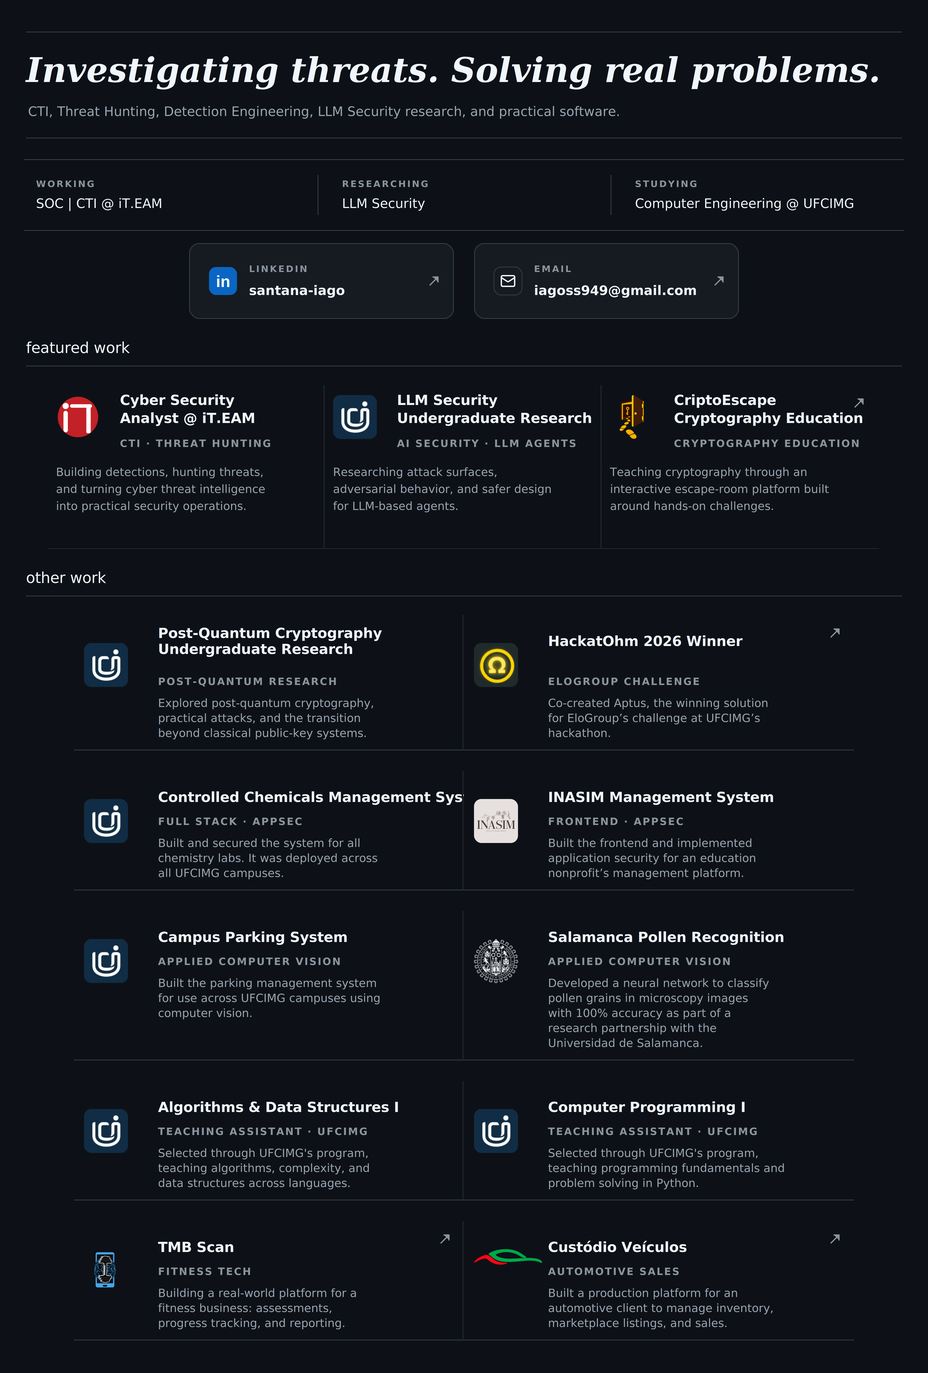 Investigating threats. Solving real problems.
CTI, Threat Hunting, Detection Engineering, LLM Security research, and practical software.
WORKING
SOC | CTI @ iT.EAM
RESEARCHING
LLM Security
STUDYING
Computer Engineering @ UFCIMG
in
LINKEDIN
santana-iago
EMAIL
iagoss949@gmail.com
featured work
iT
Cyber Security
Analyst @ iT.EAM
CTI · THREAT HUNTING
Building detections, hunting threats,
and turning cyber threat intelligence
into practical security operations.
LLM Security
Undergraduate Research
AI SECURITY · LLM AGENTS
Researching attack surfaces,
adversarial behavior, and safer design
for LLM-based agents.
CriptoEscape
Cryptography Education
CRYPTOGRAPHY EDUCATION
Teaching cryptography through an
interactive escape-room platform built
around hands-on challenges.
other work
Post-Quantum Cryptography
Undergraduate Research
POST-QUANTUM RESEARCH
Explored post-quantum cryptography,
practical attacks, and the transition
beyond classical public-key systems.
Ω
HackatOhm 2026 Winner
ELOGROUP CHALLENGE
Co-created Aptus, the winning solution
for EloGroup’s challenge at UFCIMG’s
hackathon.
Controlled Chemicals Management Sys
FULL STACK · APPSEC
Built and secured the system for all
chemistry labs. It was deployed across
all UFCIMG campuses.
INASIM
INASIM Management System
FRONTEND · APPSEC
Built the frontend and implemented
application security for an education
nonprofit’s management platform.
Campus Parking System
APPLIED COMPUTER VISION
Built the parking management system
for use across UFCIMG campuses using
computer vision.
Salamanca Pollen Recognition
APPLIED COMPUTER VISION
Developed a neural network to classify
pollen grains in microscopy images
with 100% accuracy as part of a
research partnership with the
Universidad de Salamanca.
Algorithms & Data Structures I
TEACHING ASSISTANT · UFCIMG
Selected through UFCIMG's program,
teaching algorithms, complexity, and
data structures across languages.
Computer Programming I
TEACHING ASSISTANT · UFCIMG
Selected through UFCIMG's program,
teaching programming fundamentals and
problem solving in Python.
TMB Scan
FITNESS TECH
Building a real-world platform for a
fitness business: assessments,
progress tracking, and reporting.
Custódio Veículos
AUTOMOTIVE SALES
Built a production platform for an
automotive client to manage inventory,
marketplace listings, and sales.